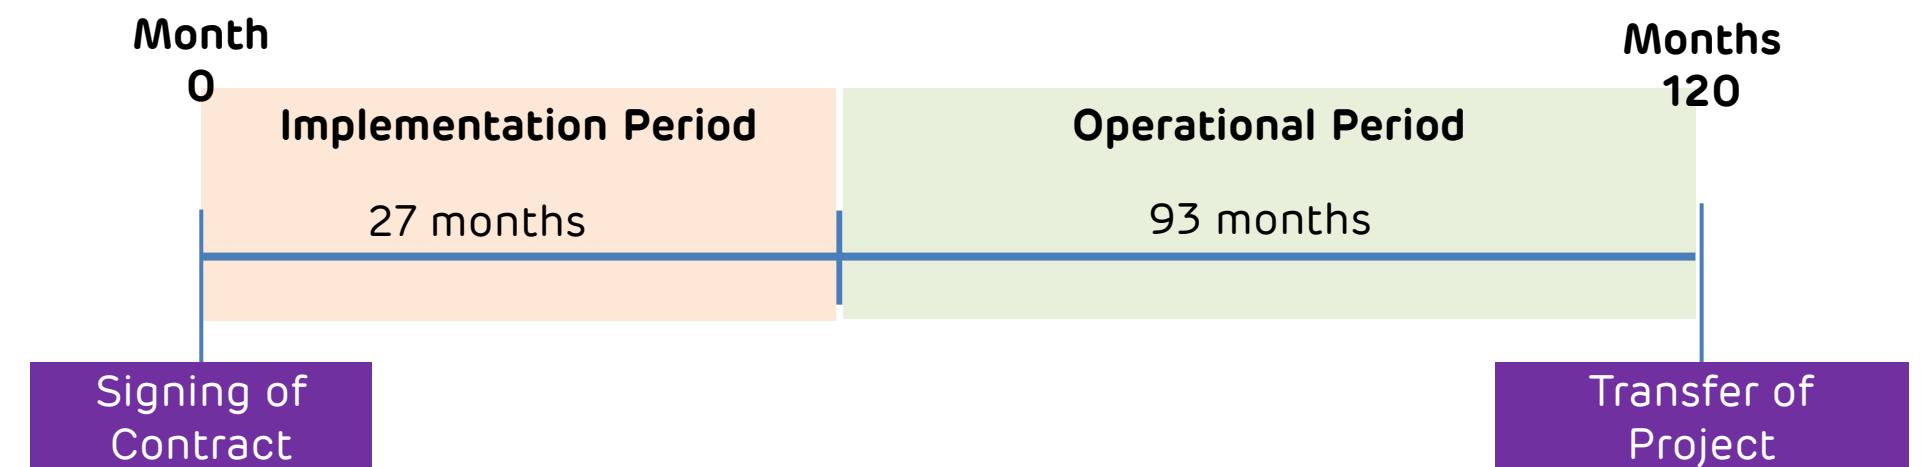 Month
0
Months
120
Implementation Period
Operational Period
27 months
93 months
Signing of
Contract
Transfer of
Project